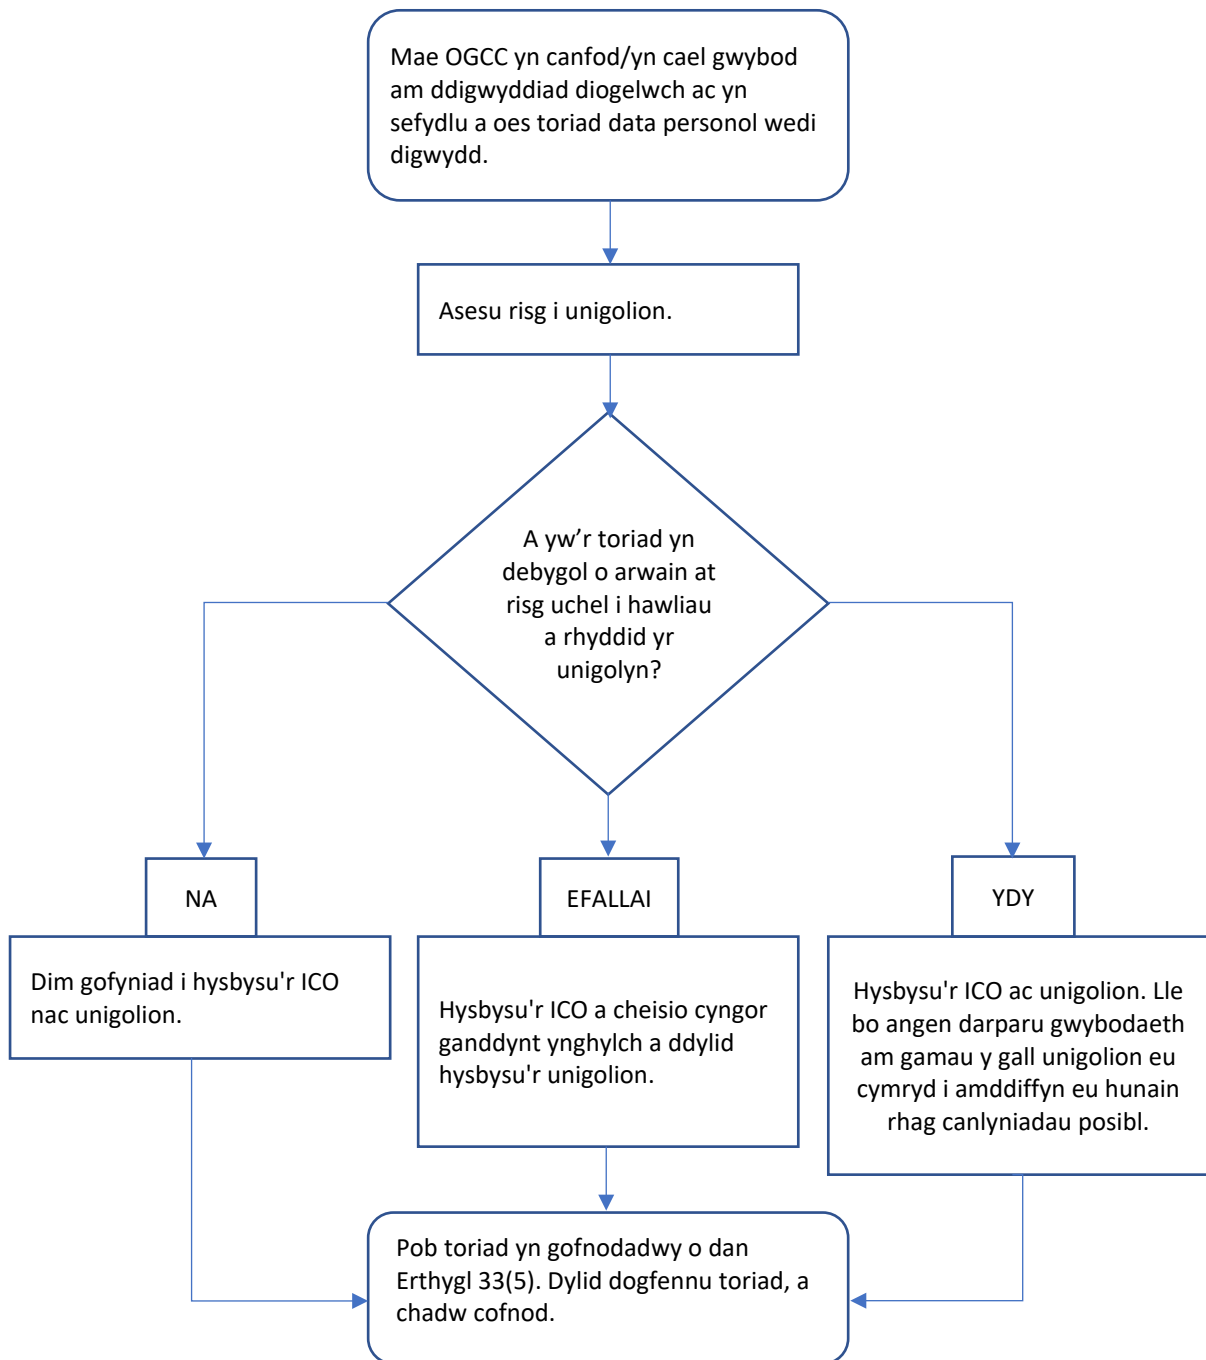 Mae OGCC yn canfod/yn cael gwybod
am ddigwyddiad diogelwch ac yn
sefydlu a oes toriad data personol wedi
digwydd.
Asesu risg i unigolion.
A yw’r toriad yn
debygol o arwain at
risg uchel i hawliau
a rhyddid yr
unigolyn?
NA
Dim gofyniad i hysbysu'r ICO
nac unigolion.
EFALLAI
Hysbysu'r ICO a cheisio cyngor
ganddynt ynghylch a ddylid
hysbysu'r unigolion.
YDY
Hysbysu'r ICO ac unigolion. Lle
bo angen darparu gwybodaeth
am gamau y gall unigolion eu
cymryd i amddiffyn eu hunain
rhag canlyniadau posibl.
Pob toriad yn gofnodadwy o dan
Erthygl 33(5). Dylid dogfennu toriad, a
chadw cofnod.